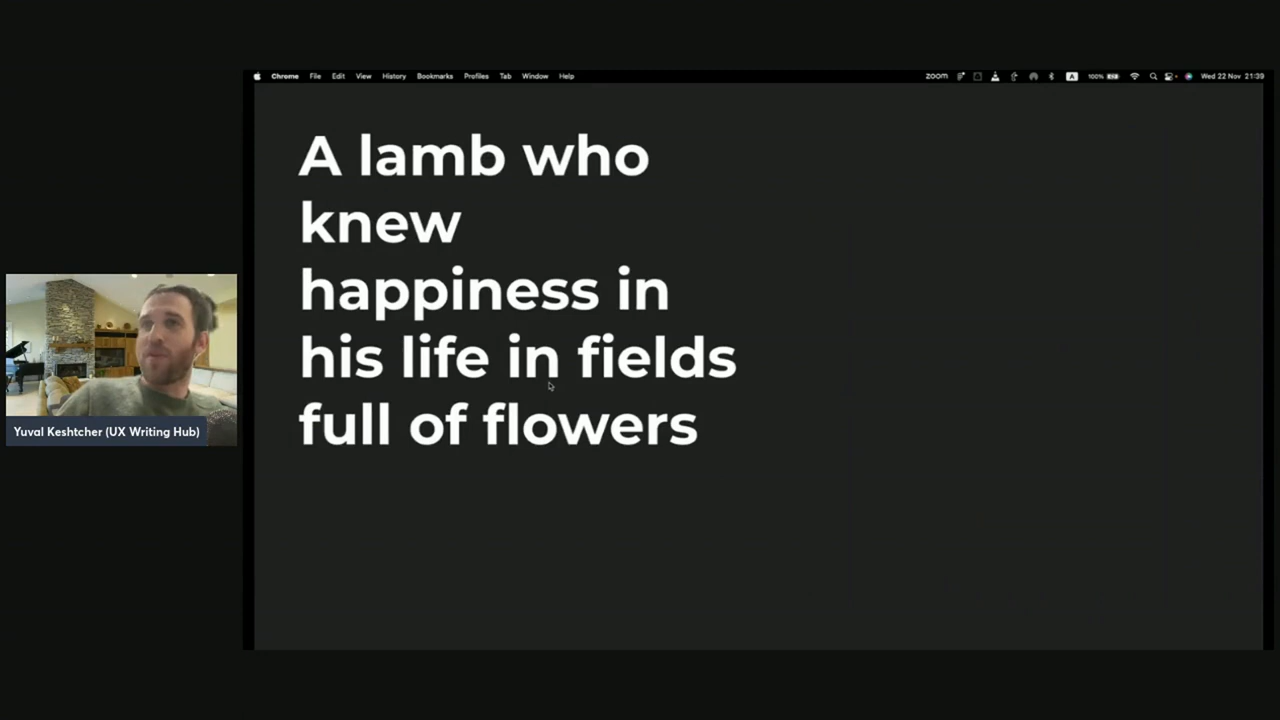 Chrome File Edit View History Bookmarks Profiles Tab Window Help zoom A 100% Wed 22 Nov 21:39
A lamb who
knew
happiness in
his life in fields
full of flowers
Yuval Keshtcher (UX Writing Hub)